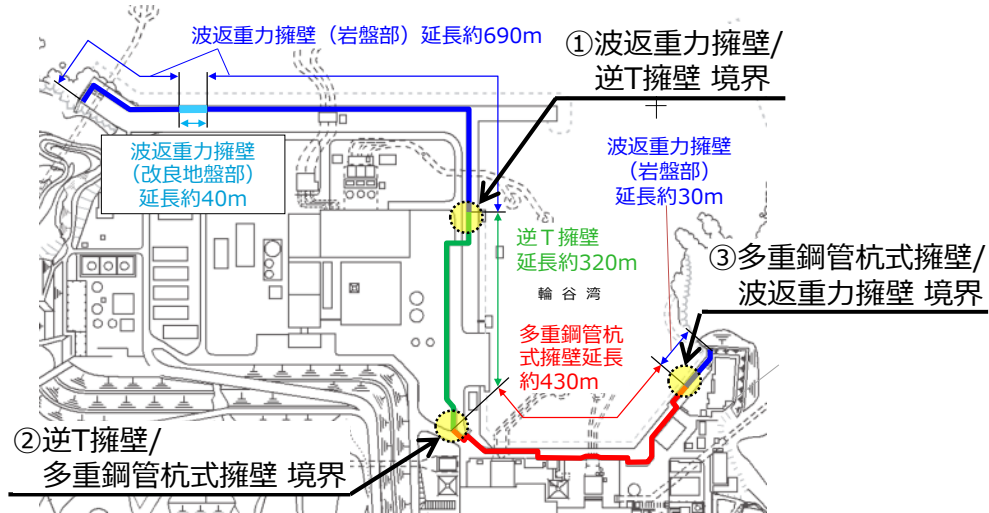 波返重力擁壁（岩盤部）延長約690m
①波返重力擁壁/
逆T擁壁 境界
波返重力擁壁
（改良地盤部）
延長約40m
波返重力擁壁
（岩盤部）
延長約30m
逆Ｔ擁壁
延長約320m
輪谷湾
③多重鋼管杭式擁壁/
波返重力擁壁 境界
多重鋼管杭
式擁壁延長
約430m
②逆T擁壁/
多重鋼管杭式擁壁 境界